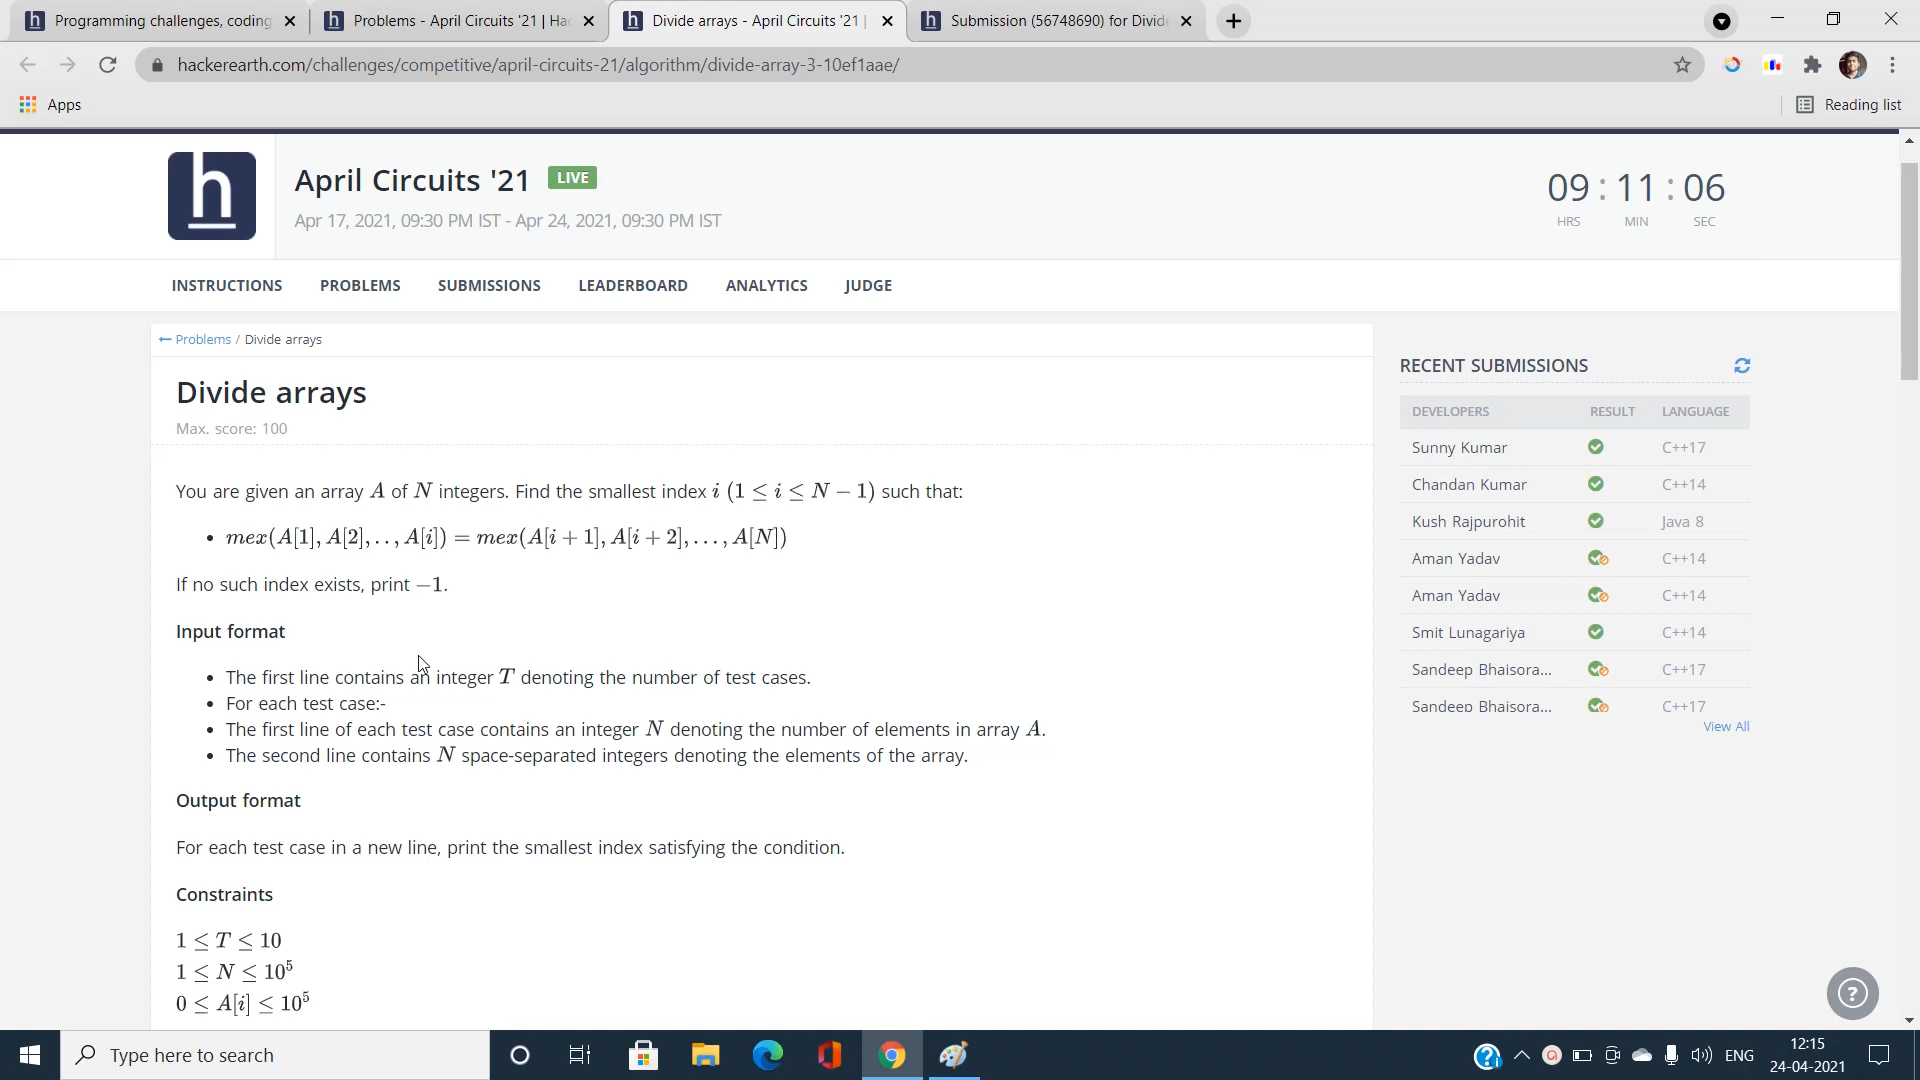 Programming challenges, coding
Problems - April Circuits '21 | Ha
Divide arrays - April Circuits '21 |
Submission (56748690) for Divide
hackerearth.com/challenges/competitive/april-circuits-21/algorithm/divide-array-3-10ef1aae/
Apps
Reading list
h
April Circuits '21 LIVE
Apr 17, 2021, 09:30 PM IST - Apr 24, 2021, 09:30 PM IST
09 : 11 : 06
HRS MIN SEC
INSTRUCTIONS PROBLEMS SUBMISSIONS LEADERBOARD ANALYTICS JUDGE
← Problems / Divide arrays
Divide arrays
Max. score: 100
You are given an array A of N integers. Find the smallest index i (1 ≤ i ≤ N − 1) such that:
• mex(A[1], A[2], . . , A[i]) = mex(A[i + 1], A[i + 2], . . . , A[N])
If no such index exists, print −1.
Input format
• The first line contains an integer T denoting the number of test cases.
• For each test case:-
• The first line of each test case contains an integer N denoting the number of elements in array A.
• The second line contains N space-separated integers denoting the elements of the array.
Output format
For each test case in a new line, print the smallest index satisfying the condition.
Constraints
1 ≤ T ≤ 10
1 ≤ N ≤ 10⁵
0 ≤ A[i] ≤ 10⁵
RECENT SUBMISSIONS
DEVELOPERS RESULT LANGUAGE
Sunny Kumar C++17
Chandan Kumar C++14
Kush Rajpurohit Java 8
Aman Yadav C++14
Aman Yadav C++14
Smit Lunagariya C++14
Sandeep Bhaisora... C++17
Sandeep Bhaisora... C++17
View All
?
Type here to search
ENG
12:15
24-04-2021